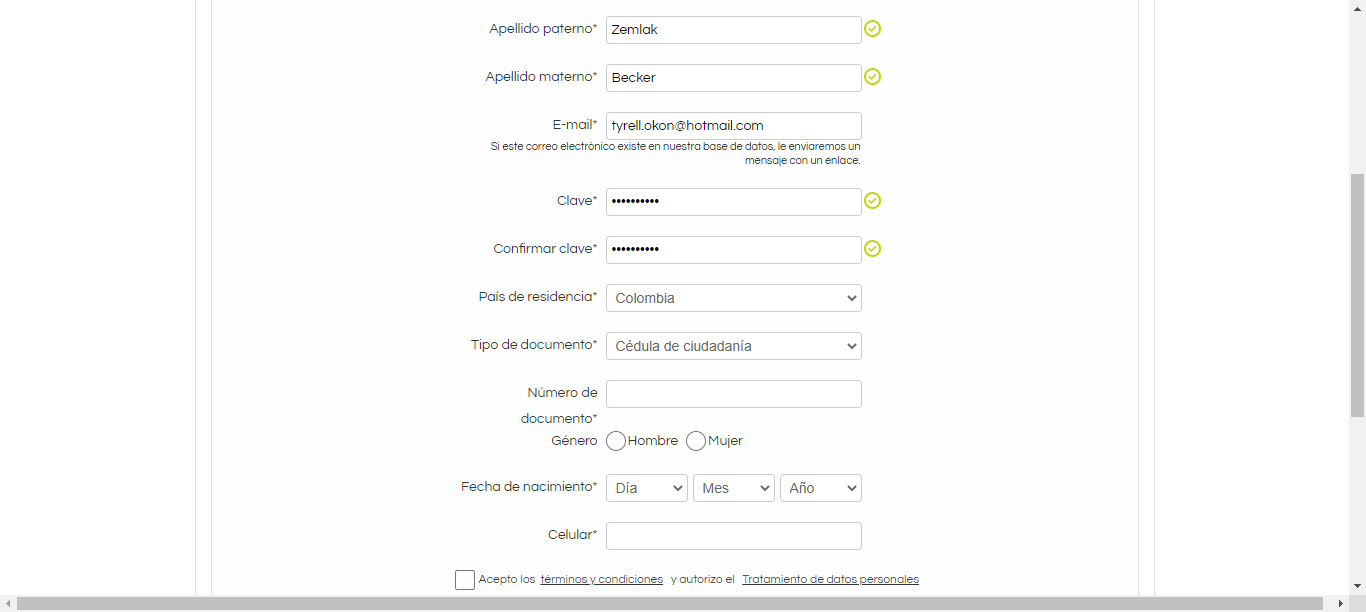 Apellido paterno* Zemlak
Apellido materno* Becker
E-mail* tyrell.okon@hotmail.com
Si este correo electrónico existe en nuestra base de datos, le enviaremos un
mensaje con un enlace.
Clave* ••••••••••
Confirmar clave* ••••••••••
País de residencia* Colombia
Tipo de documento* Cédula de ciudadanía
Número de
documento*
Género Hombre Mujer
Fecha de nacimiento* Día Mes Año
Celular*
Acepto los términos y condiciones y autorizo el Tratamiento de datos personales